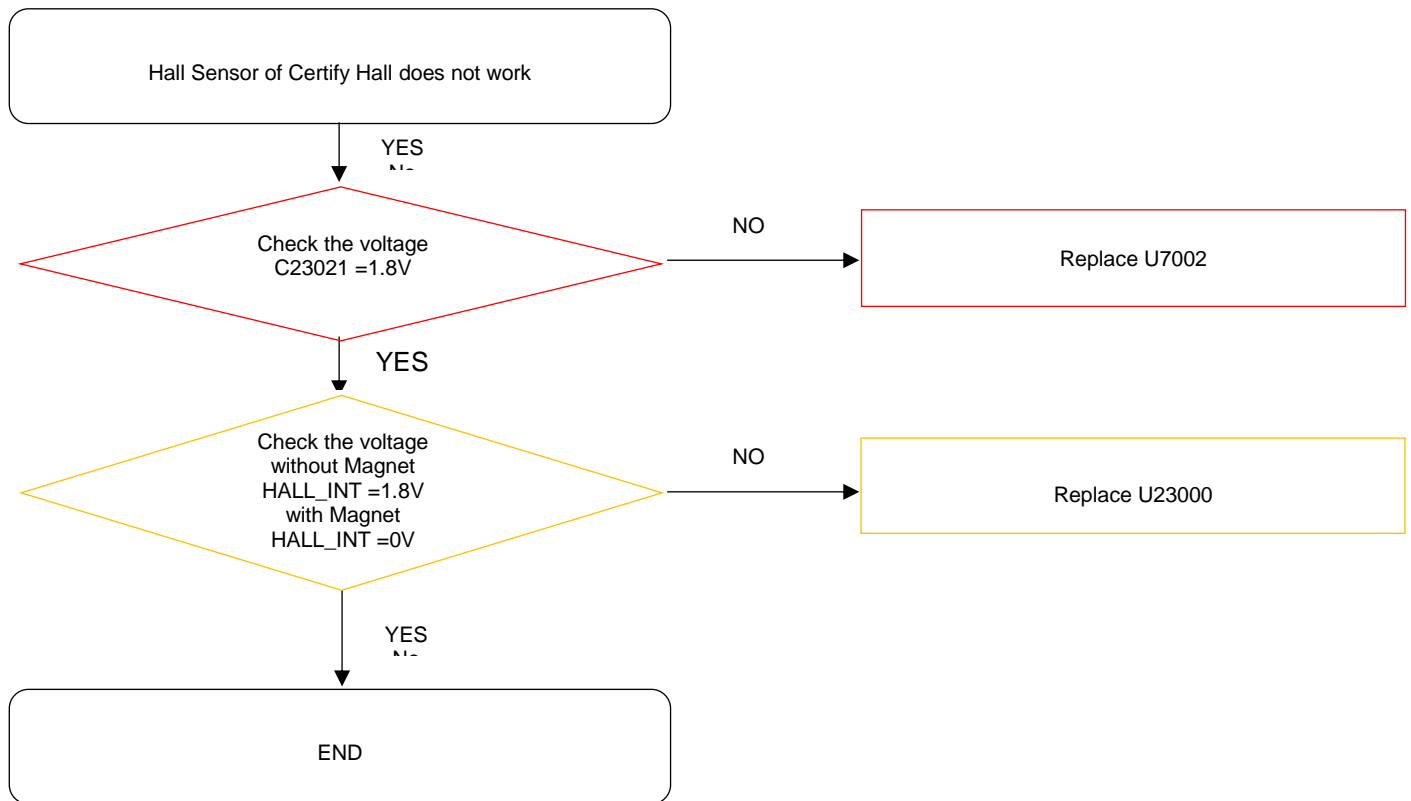 Hall Sensor of Certify Hall does not work
YES
Check the voltage
C23021 =1.8V
NO
Replace U7002
YES
Check the voltage
without Magnet
HALL_INT =1.8V
with Magnet
HALL_INT =0V
NO
Replace U23000
YES
END